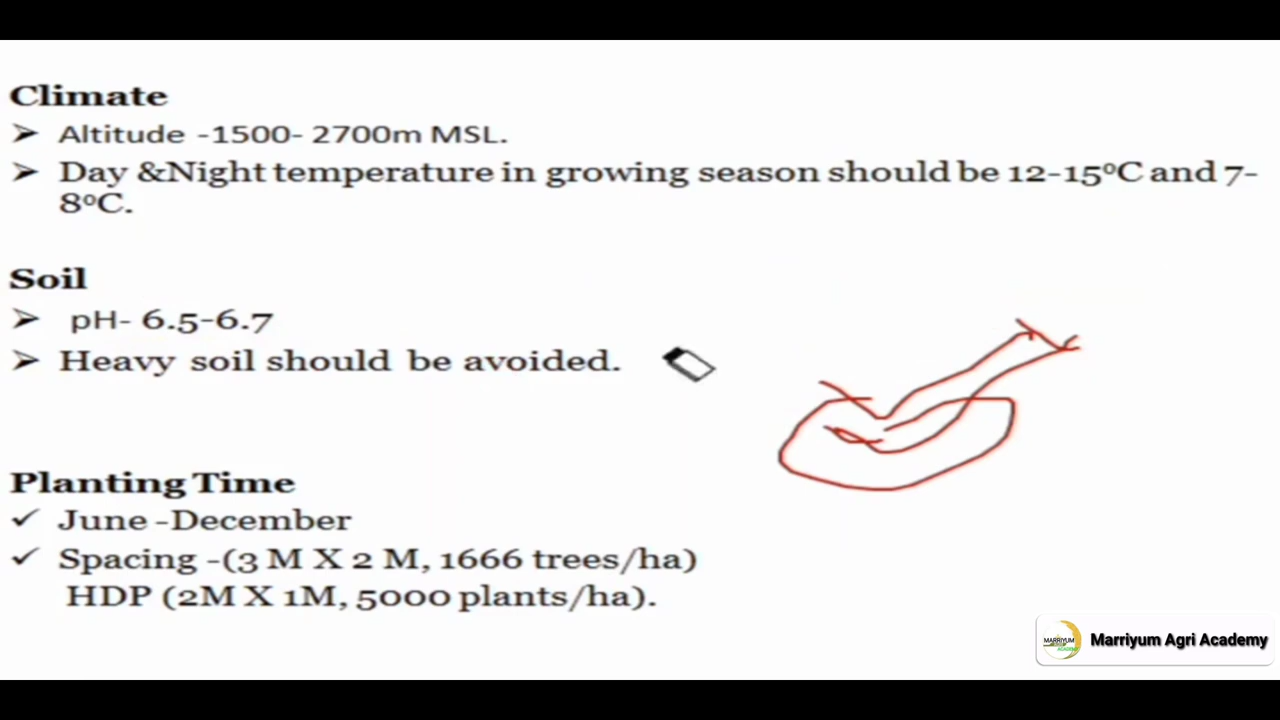 Climate
➢ Altitude -1500- 2700m MSL.
➢ Day &Night temperature in growing season should be 12-15°C and 7-
8°C.
Soil
➢ pH- 6.5-6.7
➢ Heavy soil should be avoided.
Planting Time
✓ June -December
✓ Spacing -(3 M X 2 M, 1666 trees/ha)
HDP (2M X 1M, 5000 plants/ha).
MARRIYUM
ACADEMY
Marriyum Agri Academy